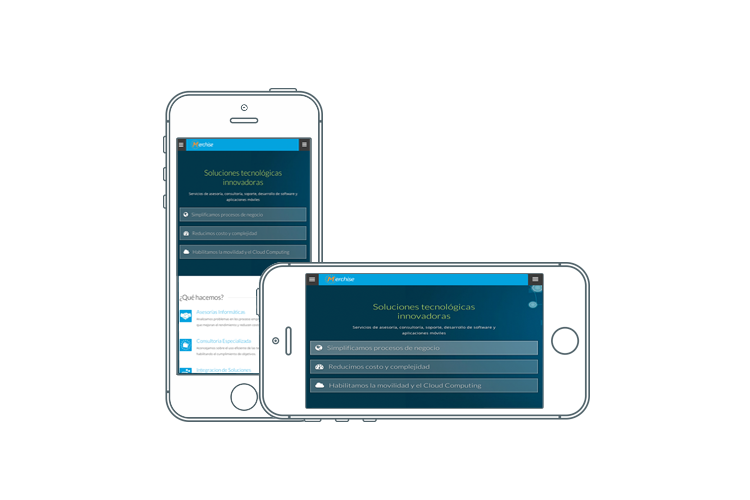 Merchise
Soluciones tecnológicas
innovadoras
Servicios de asesoría, consultoría, soporte, desarrollo de software y
aplicaciones móviles
Simplificamos procesos de negocio
Reducimos costo y complejidad
Habilitamos la movilidad y el Cloud Computing
¿Qué hacemos?
Asesorías Informáticas
Consultoría Especializada
Integración de Soluciones
Merchise
Soluciones tecnológicas
innovadoras
Servicios de asesoría, consultoría, soporte, desarrollo de software y
aplicaciones móviles
Simplificamos procesos de negocio
Reducimos costo y complejidad
Habilitamos la movilidad y el Cloud Computing